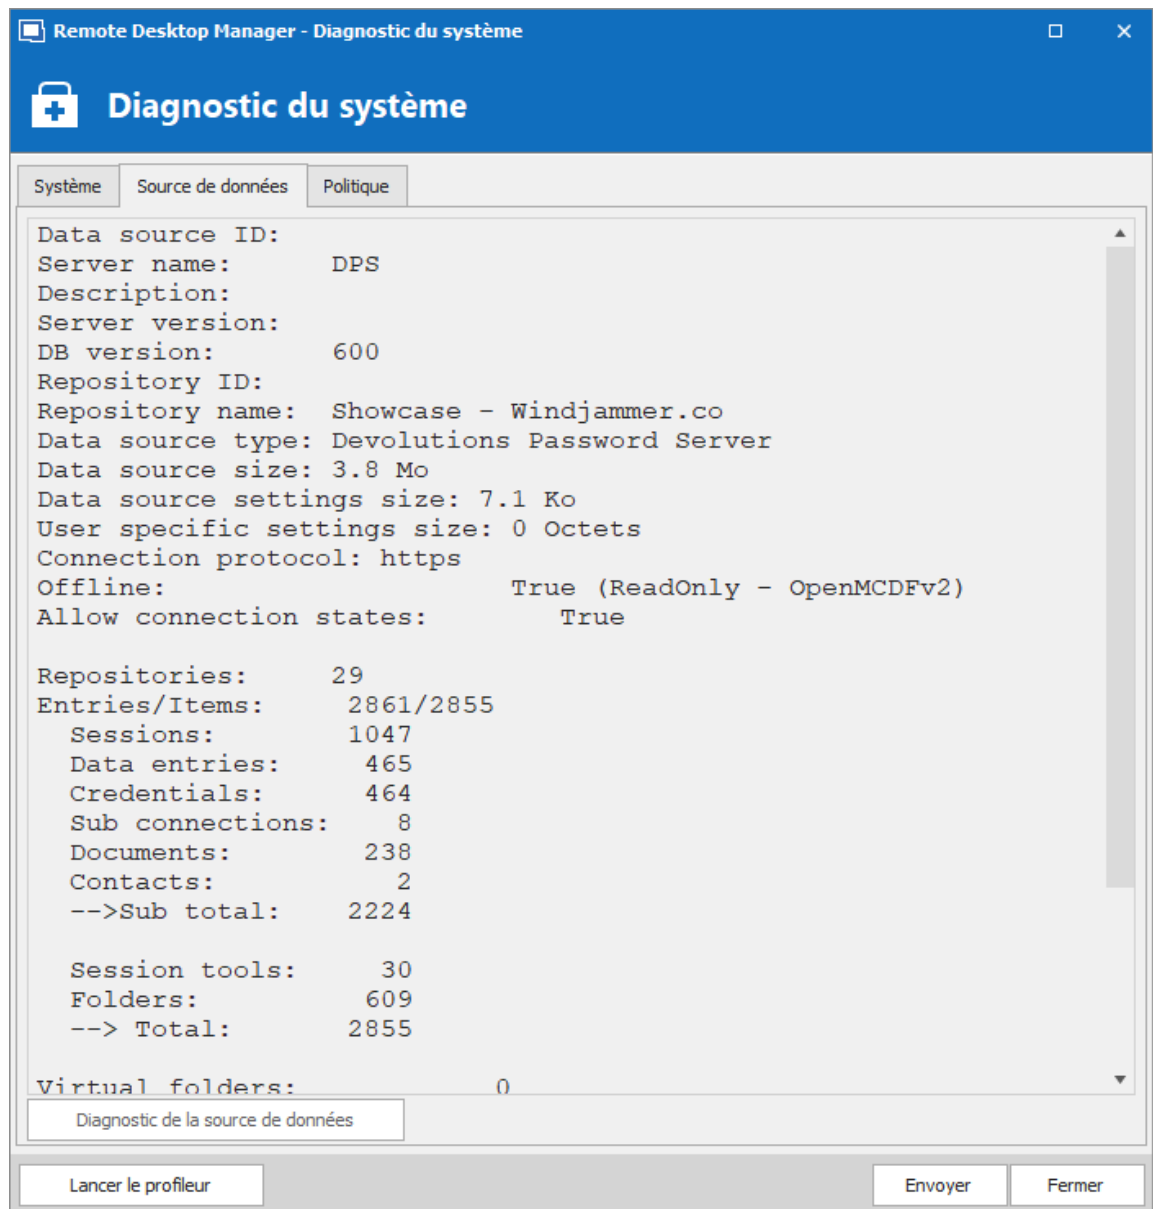 Remote Desktop Manager - Diagnostic du système
Diagnostic du système
Système Source de données Politique
Data source ID:
Server name: DPS
Description:
Server version:
DB version: 600
Repository ID:
Repository name: Showcase - Windjammer.co
Data source type: Devolutions Password Server
Data source size: 3.8 Mo
Data source settings size: 7.1 Ko
User specific settings size: 0 Octets
Connection protocol: https
Offline: True (ReadOnly - OpenMCDFv2)
Allow connection states: True
Repositories: 29
Entries/Items: 2861/2855
Sessions: 1047
Data entries: 465
Credentials: 464
Sub connections: 8
Documents: 238
Contacts: 2
-->Sub total: 2224
Session tools: 30
Folders: 609
--> Total: 2855
Virtual folders: 0
Diagnostic de la source de données
Lancer le profileur Envoyer Fermer